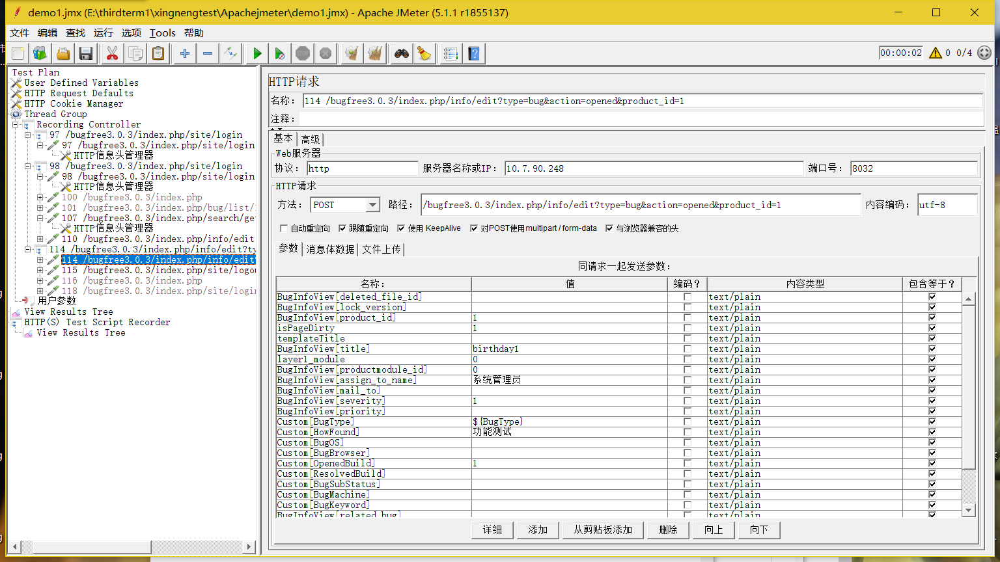 demo1.jmx (E:\thirdterm1\xingnengtest\Apachejmeter\demo1.jmx) - Apache JMeter (5.1.1 r1855137)
文件 编辑 查找 运行 选项 Tools 帮助
00:00:02 0 0/4
Test Plan
User Defined Variables
HTTP Request Defaults
HTTP Cookie Manager
Thread Group
Recording Controller
97 /bugfree3.0.3/index.php/site/login
97 /bugfree3.0.3/index.php/site/login
HTTP信息头管理器
98 /bugfree3.0.3/index.php/site/login
98 /bugfree3.0.3/index.php/site/login
HTTP信息头管理器
100 /bugfree3.0.3/index.php
101 /bugfree3.0.3/index.php/bug/list/
107 /bugfree3.0.3/index.php/search/ge
HTTP信息头管理器
110 /bugfree3.0.3/index.php/info/edit
114 /bugfree3.0.3/index.php/info/edit?ty
114 /bugfree3.0.3/index.php/info/edit
115 /bugfree3.0.3/index.php/site/logou
116 /bugfree3.0.3/index.php
118 /bugfree3.0.3/index.php/site/login
用户参数
View Results Tree
HTTP(S) Test Script Recorder
View Results Tree
HTTP请求
名称： 114 /bugfree3.0.3/index.php/info/edit?type=bug&action=opened&product_id=1
注释：
基本 高级
Web服务器
协议： http 服务器名称或IP： 10.7.90.248 端口号： 8032
HTTP请求
方法： POST 路径： /bugfree3.0.3/index.php/info/edit?type=bug&action=opened&product_id=1 内容编码： utf-8
自动重定向 跟随重定向 使用 KeepAlive 对POST使用multipart / form-data 与浏览器兼容的头
参数 消息体数据 文件上传
同请求一起发送参数：
名称： 值 编码？ 内容类型 包含等于？
BugInfoView[deleted_file_id] text/plain
BugInfoView[lock_version] text/plain
BugInfoView[product_id] 1 text/plain
isPageDirty 1 text/plain
templateTitle text/plain
BugInfoView[title] birthday1 text/plain
layer1_module 0 text/plain
BugInfoView[productmodule_id] 0 text/plain
BugInfoView[assign_to_name] 系统管理员 text/plain
BugInfoView[mail_to] text/plain
BugInfoView[severity] 1 text/plain
BugInfoView[priority] text/plain
Custom[BugType] ${BugType} text/plain
Custom[HowFound] 功能测试 text/plain
Custom[BugOS] text/plain
Custom[BugBrowser] text/plain
Custom[OpenedBuild] 1 text/plain
Custom[ResolvedBuild] text/plain
Custom[BugSubStatus] text/plain
Custom[BugMachine] text/plain
Custom[BugKeyword] text/plain
BugInfoView[related_bug] text/plain
详细 添加 从剪贴板添加 删除 向上 向下